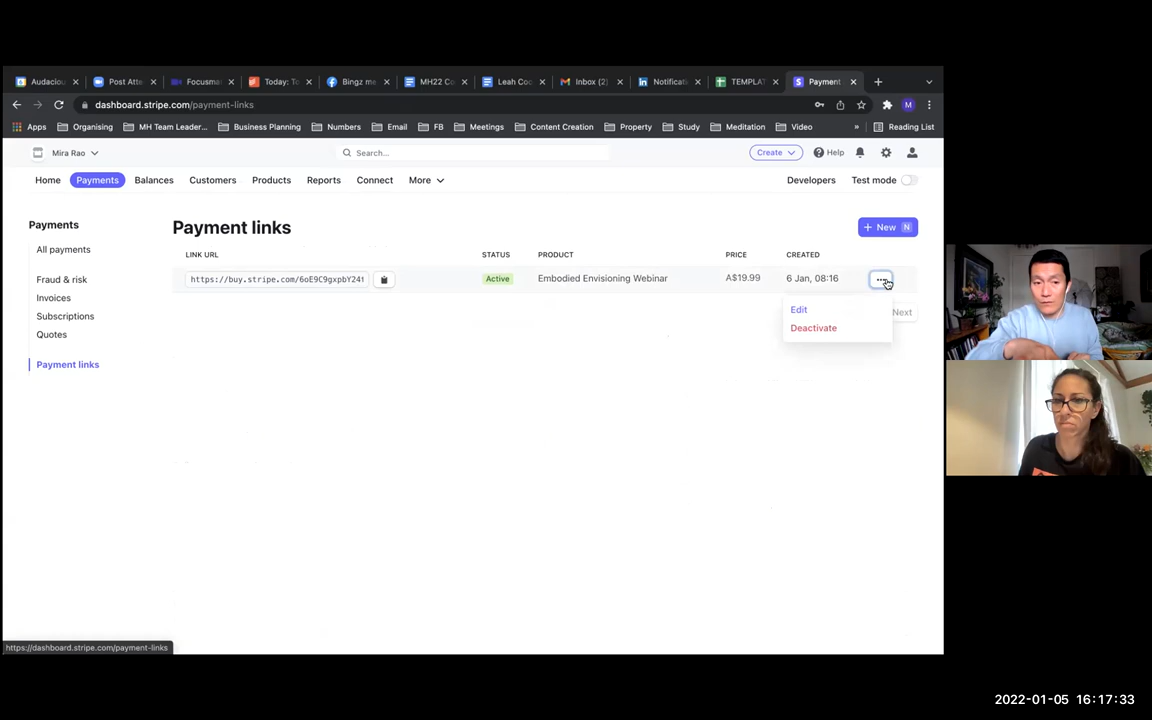 Audaciou
Post Atte
Focusma
Today: To
Bingz me
MH22 Co
Leah Coc
Inbox (2)
Notificati
TEMPLAT
Payment
dashboard.stripe.com/payment-links
M
Apps
Organising
MH Team Leader...
Business Planning
Numbers
Email
FB
Meetings
Content Creation
Property
Study
Meditation
Video
»
Reading List
Mira Rao
Search...
Create
Help
Home
Payments
Balances
Customers
Products
Reports
Connect
More
Developers
Test mode
Payments
All payments
Fraud & risk
Invoices
Subscriptions
Quotes
Payment links
Payment links
+ New N
LINK URL STATUS PRODUCT PRICE CREATED
https://buy.stripe.com/6oE9C9gxpbY24t Active Embodied Envisioning Webinar A$19.99 6 Jan, 08:16
Edit
Deactivate
Next
https://dashboard.stripe.com/payment-links
2022-01-05 16:17:33